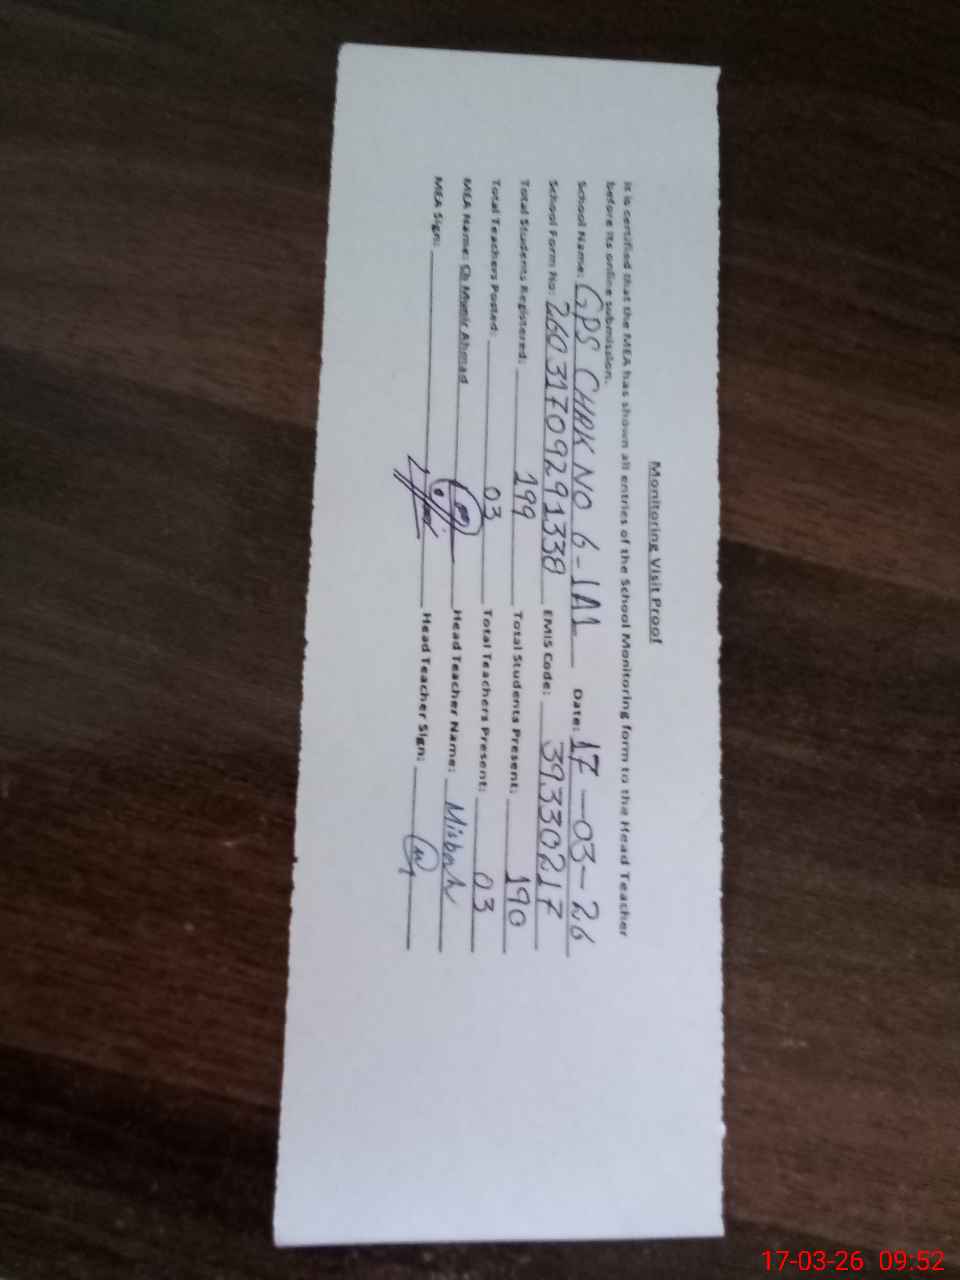 Monitoring Visit Proof
It is certified that the MEA has shown all entries of the School Monitoring form to the Head Teacher
before its online submission.
School Name: GPS CHAK NO 6-1A1 Date: 17-03-26
School Form No: 26031709291338 EMIS Code: 39330217
Total Students Registered: 199 Total Students Present: 190
Total Teachers Posted: 03 Total Teachers Present: 03
MEA Name: Ch Munir Ahmad Head Teacher Name: Misbah
MEA Sign: Head Teacher Sign:
17-03-26 09:52